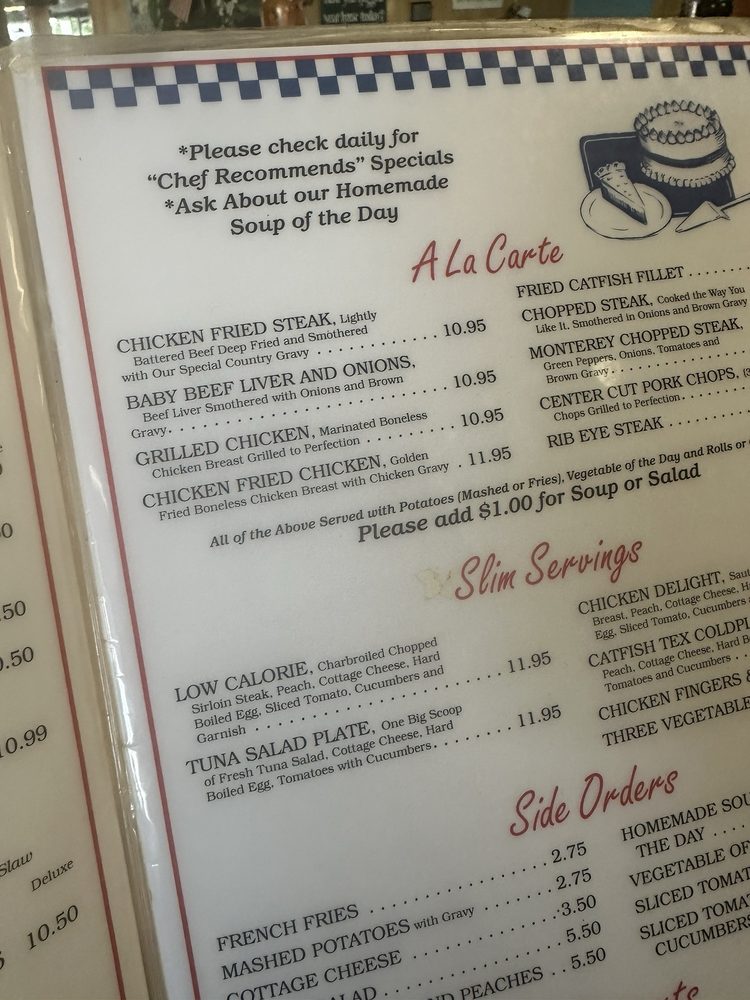 *Please check daily for
"Chef Recommends" Specials
*Ask About our Homemade
Soup of the Day
A La Carte
CHICKEN FRIED STEAK, Lightly
Battered Beef Deep Fried and Smothered
with Our Special Country Gravy . . . . . . . . . . . . 10.95
BABY BEEF LIVER AND ONIONS,
Beef Liver Smothered with Onions and Brown
Gravy. . . . . . . . . . . . . . . . . . . . . . . . . . . . . 10.95
GRILLED CHICKEN, Marinated Boneless
Chicken Breast Grilled to Perfection . . . . . . . . 10.95
CHICKEN FRIED CHICKEN, Golden
Fried Boneless Chicken Breast with Chicken Gravy . 11.95
FRIED CATFISH FILLET . . . . . . . .
CHOPPED STEAK, Cooked the Way You
Like It. Smothered in Onions and Brown Gravy
MONTEREY CHOPPED STEAK,
Green Peppers, Onions, Tomatoes and
Brown Gravy. . . . . . . . . . . . . . .
CENTER CUT PORK CHOPS,
Chops Grilled to Perfection. . . . . . . .
RIB EYE STEAK . . . . . . . . . .
All of the Above Served with Potatoes (Mashed or Fries), Vegetable of the Day and Rolls or
Please add $1.00 for Soup or Salad
Slim Servings
LOW CALORIE, Charbroiled Chopped
Sirloin Steak, Peach, Cottage Cheese, Hard
Boiled Egg, Sliced Tomato, Cucumbers and
Garnish . . . . . . . . . . . . . . . . . . . . . . . . . . . 11.95
TUNA SALAD PLATE, One Big Scoop
of Fresh Tuna Salad, Cottage Cheese, Hard
Boiled Egg, Tomatoes with Cucumbers. . . . . . . . 11.95
CHICKEN DELIGHT,
Breast, Peach, Cottage Cheese,
Egg, Sliced Tomato, Cucumbers
CATFISH TEX
Peach, Cottage Cheese, Hard
Tomatoes and Cucumbers . . .
CHICKEN FINGERS &
THREE VEGETABLE
Side Orders
FRENCH FRIES . . . . . . . . . . . . . . . . . . 2.75
MASHED POTATOES with Gravy . . . . . . . . 2.75
COTTAGE CHEESE . . . . . . . . . . . . . . . 3.50
. . . . . . . . . . . . . . . . . 5.50
PEACHES . . 5.50
HOMEMADE
THE DAY . . . .
VEGETABLE OF
SLICED
SLICED
CUCUMBERS
.50
0.50
10.99
Slaw
Deluxe
10.50